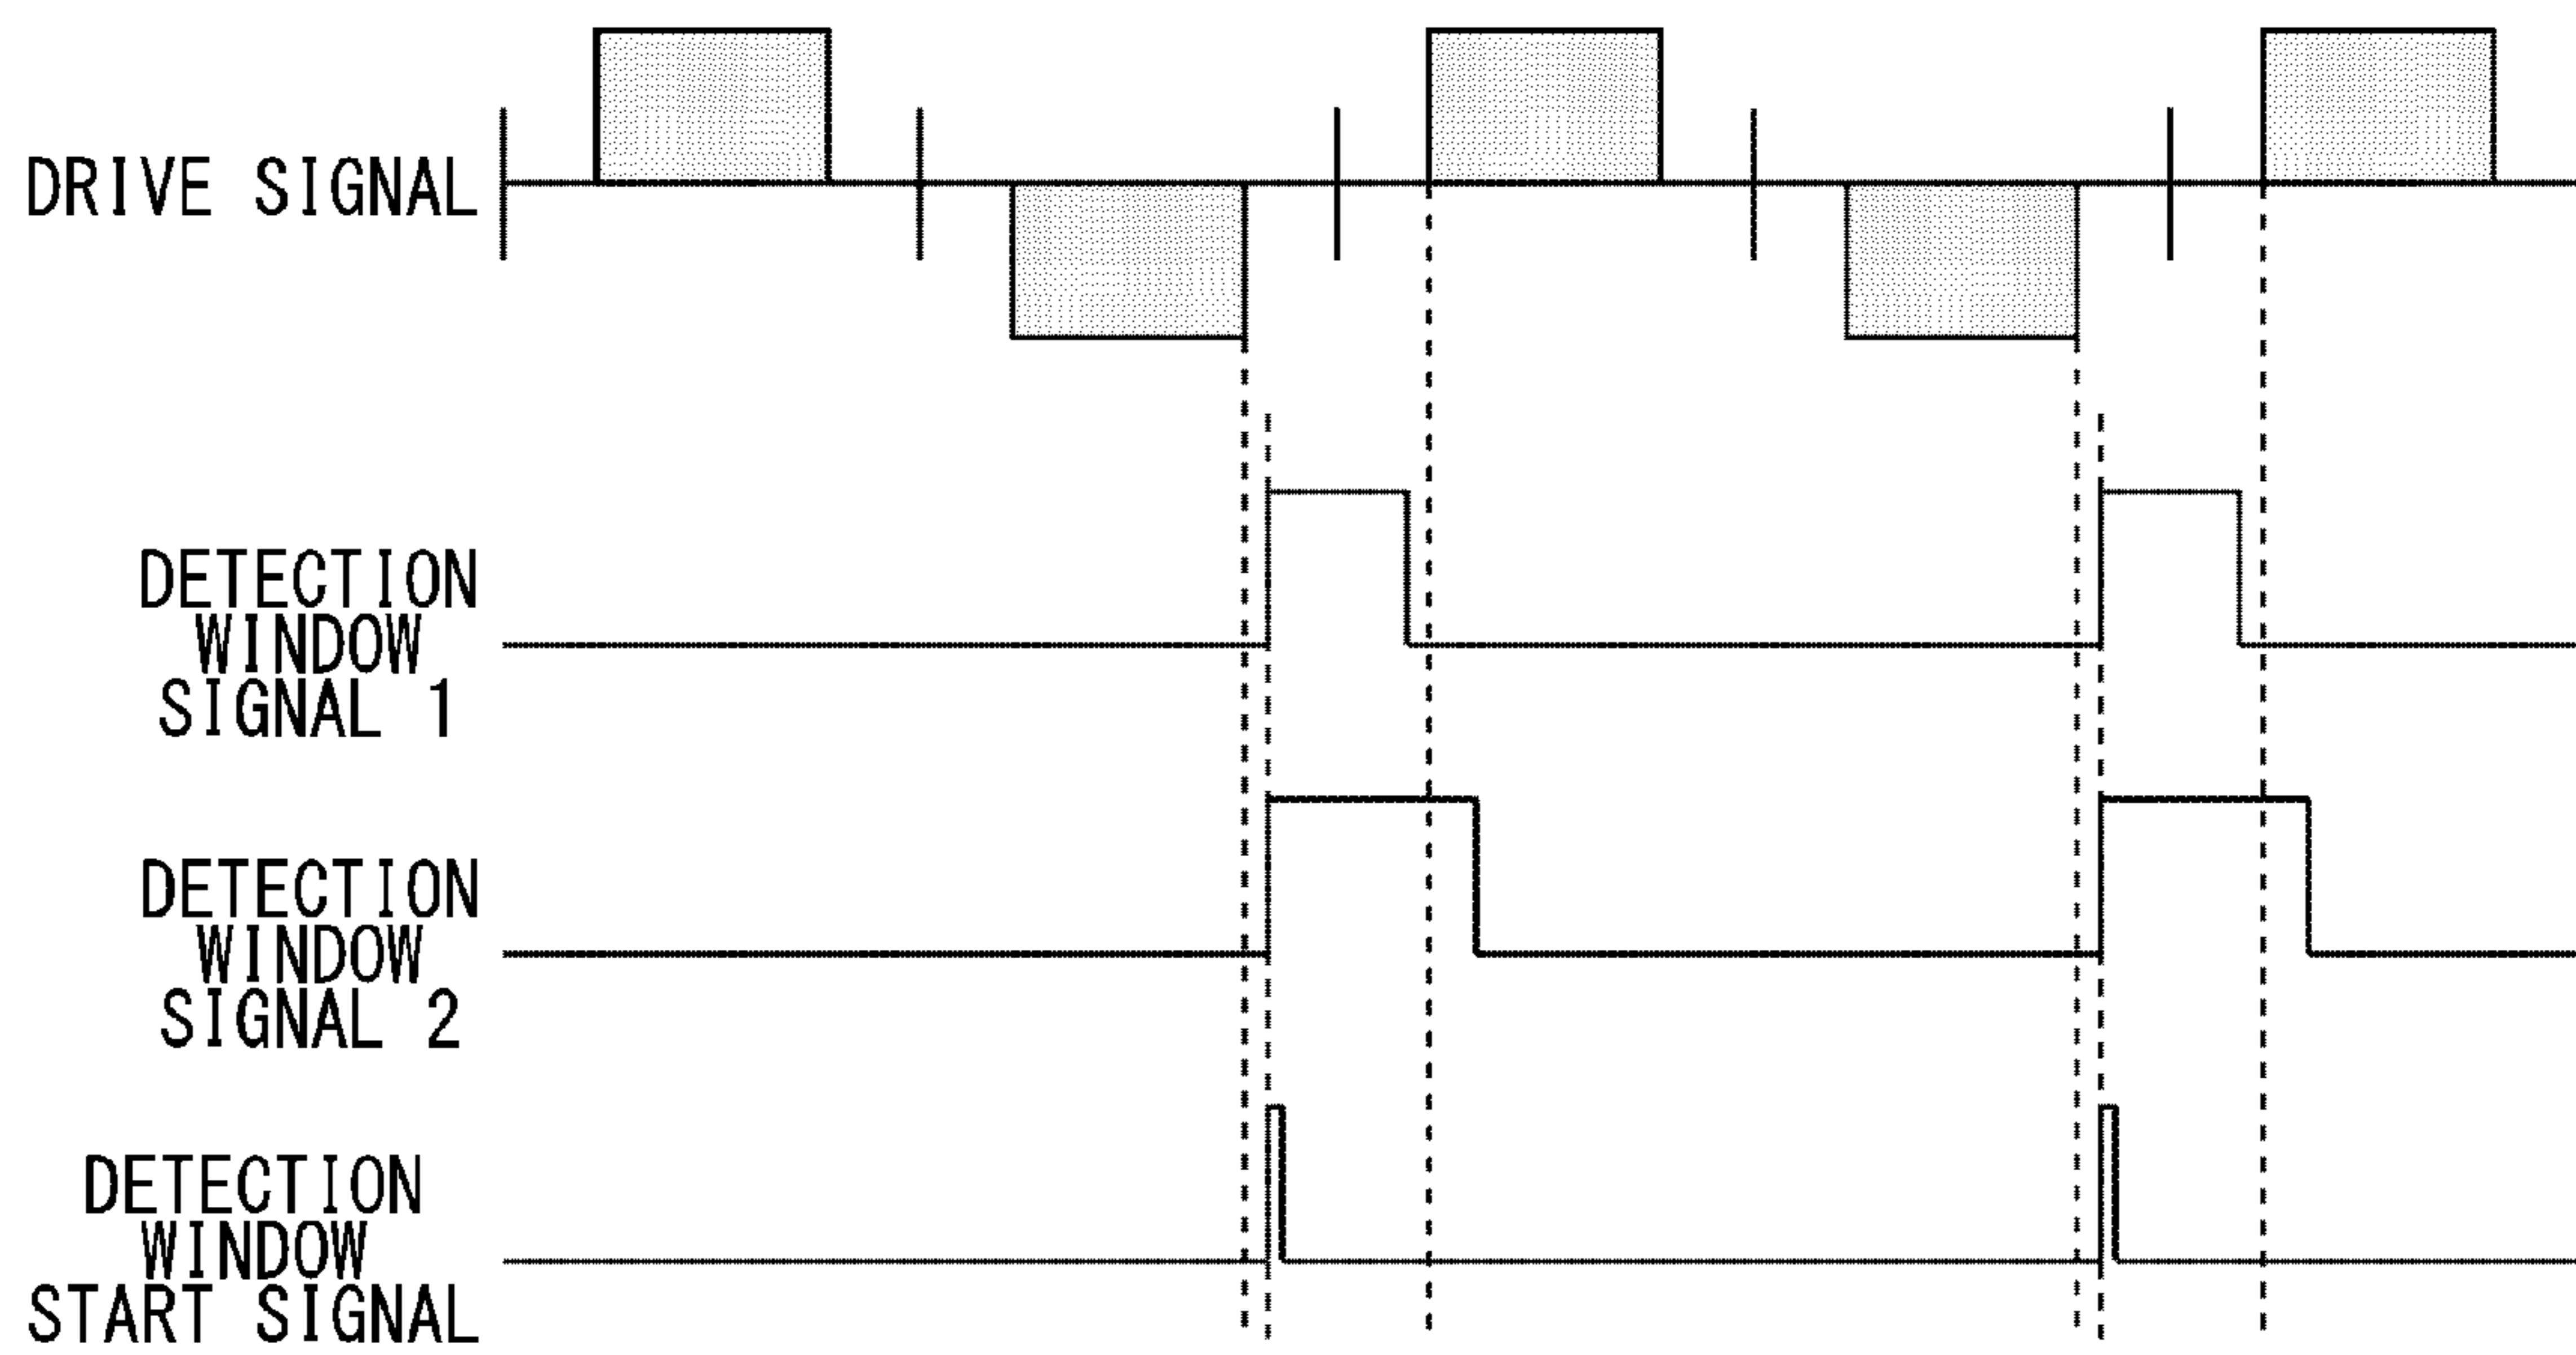 DRIVE SIGNAL
DETECTION
WINDOW
SIGNAL 1
DETECTION
WINDOW
SIGNAL 2
DETECTION
WINDOW
START SIGNAL